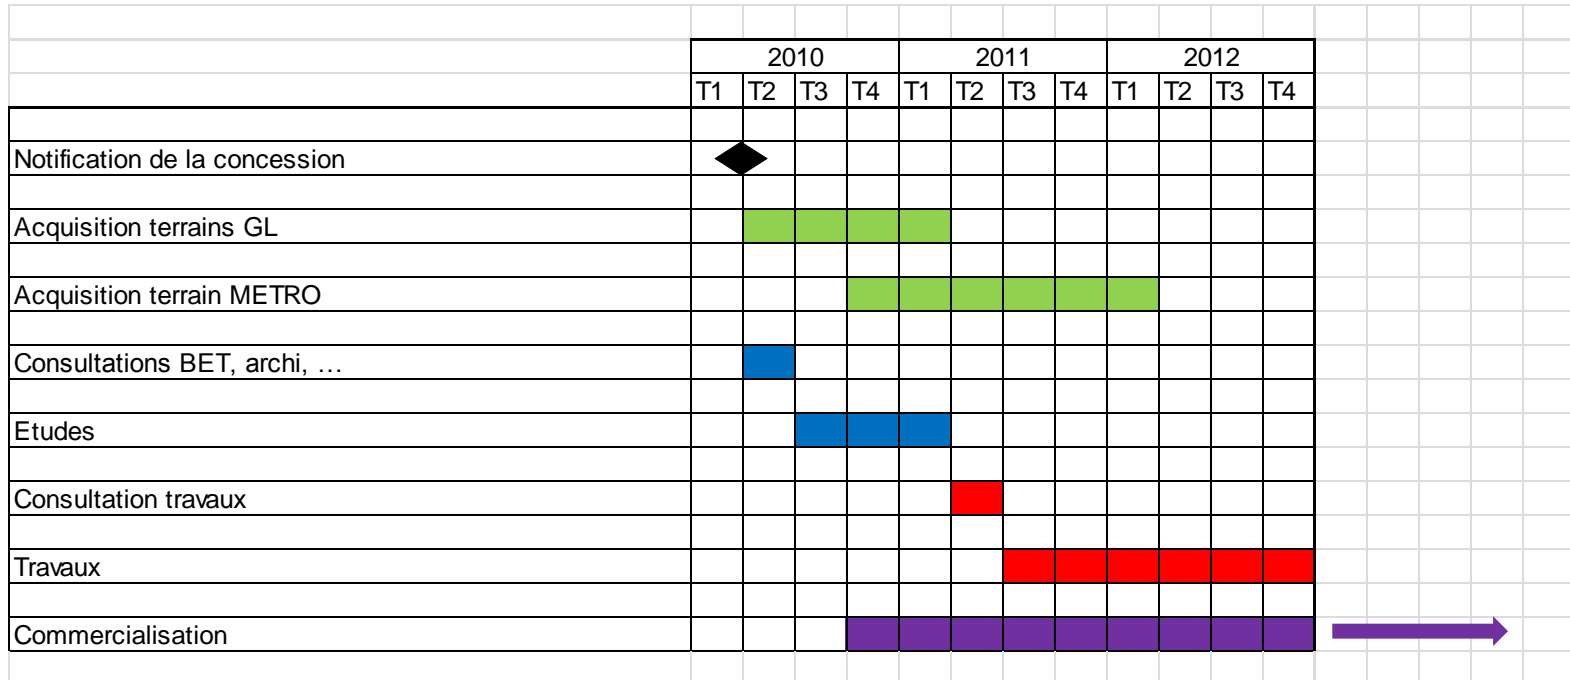 2010 2011 2012
T1 T2 T3 T4 T1 T2 T3 T4 T1 T2 T3 T4
Notification de la concession
Acquisition terrains GL
Acquisition terrain METRO
Consultations BET, archi, …
Etudes
Consultation travaux
Travaux
Commercialisation